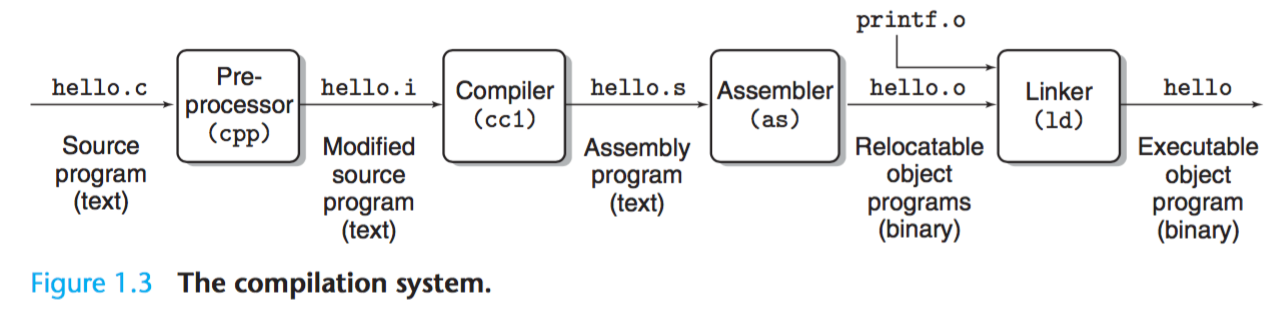 printf.o
hello.c
Pre-
processor
(cpp)
hello.i
Compiler
(cc1)
hello.s
Assembler
(as)
hello.o
Linker
(ld)
hello
Source
program
(text)
Modified
source
program
(text)
Assembly
program
(text)
Relocatable
object
programs
(binary)
Executable
object
program
(binary)
Figure 1.3 The compilation system.